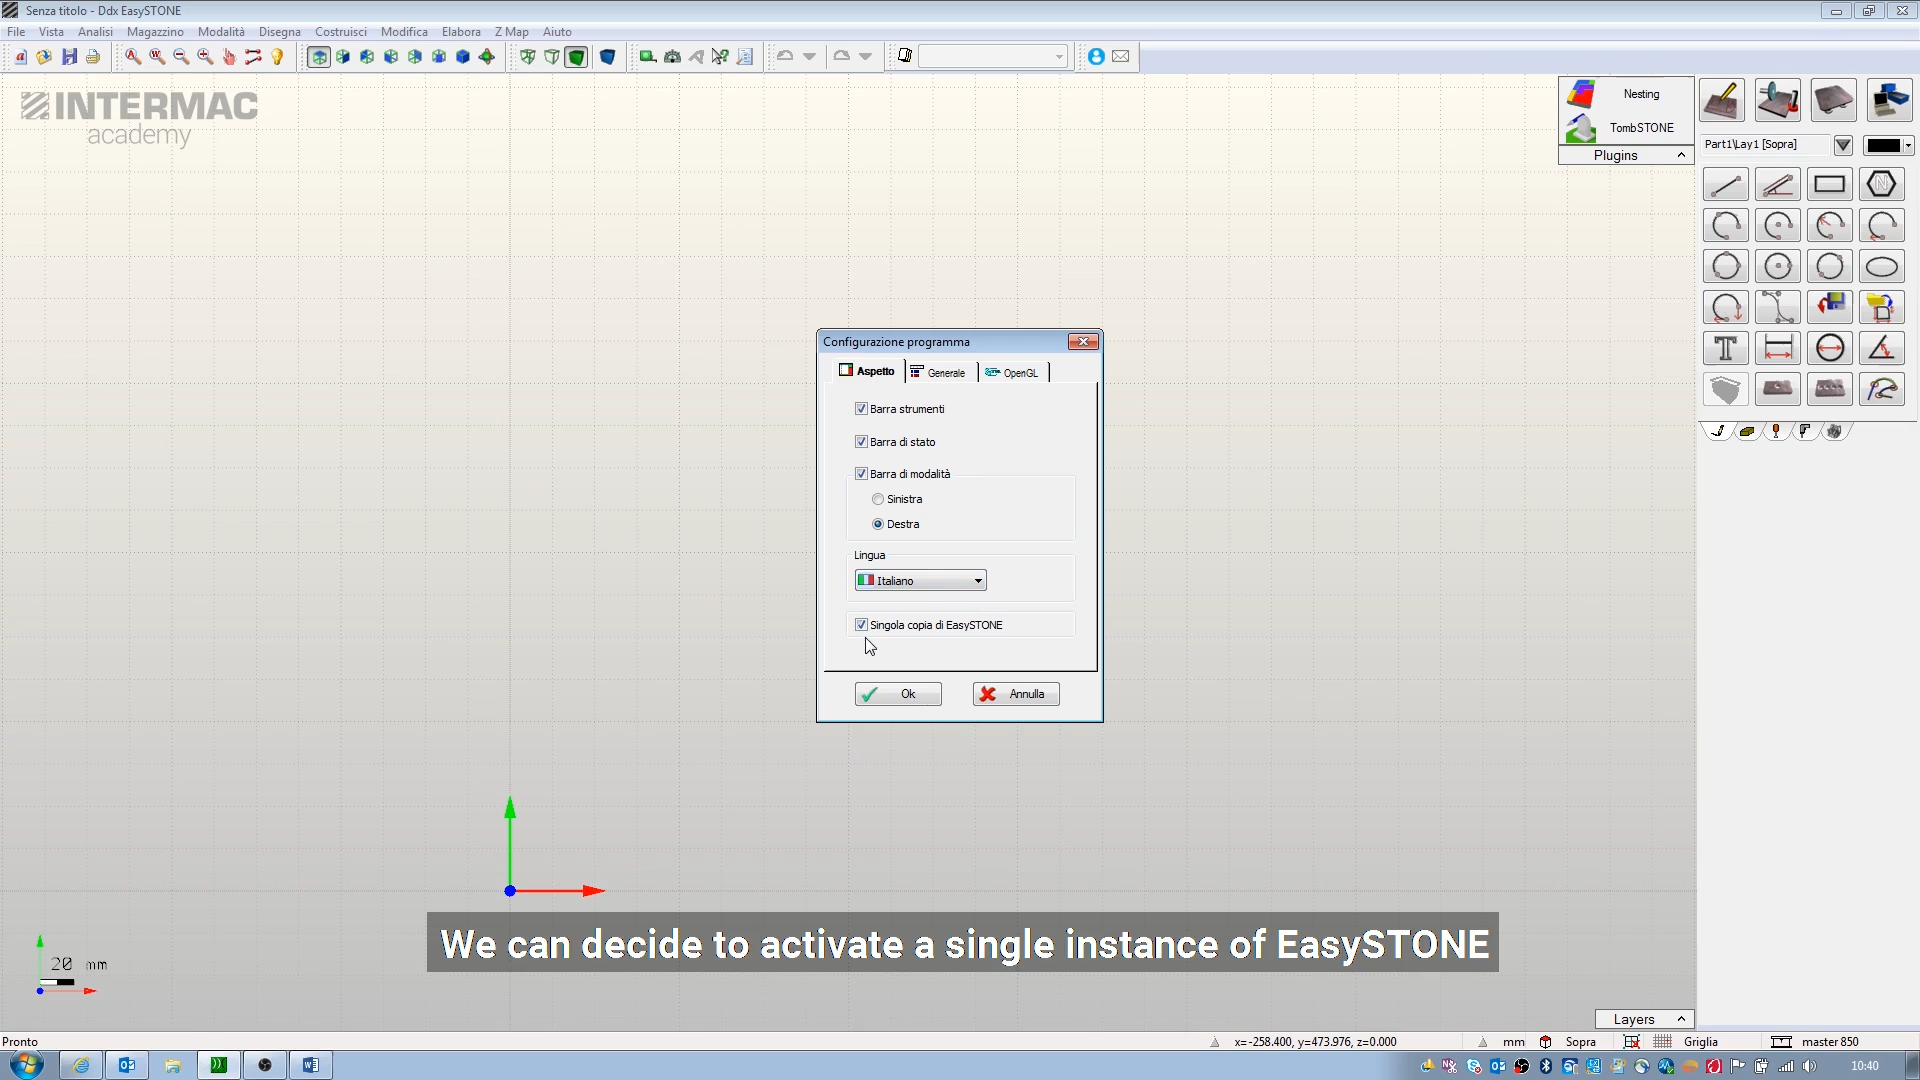 Senza titolo - Ddx EasySTONE
File Vista Analisi Magazzino Modalità Disegna Costruisci Modifica Elabora Z Map Aiuto
INTERMAC
academy
Nesting
TombSTONE
Plugins
Part1\Lay1 [Sopra]
Configurazione programma
Aspetto Generale OpenGL
Barra strumenti
Barra di stato
Barra di modalità
Sinistra
Destra
Lingua
Italiano
Singola copia di EasySTONE
Ok Annulla
We can decide to activate a single instance of EasySTONE
20 mm
Layers
Pronto
x=-258.400, y=473.976, z=0.000 mm Sopra Griglia master 850
10:40